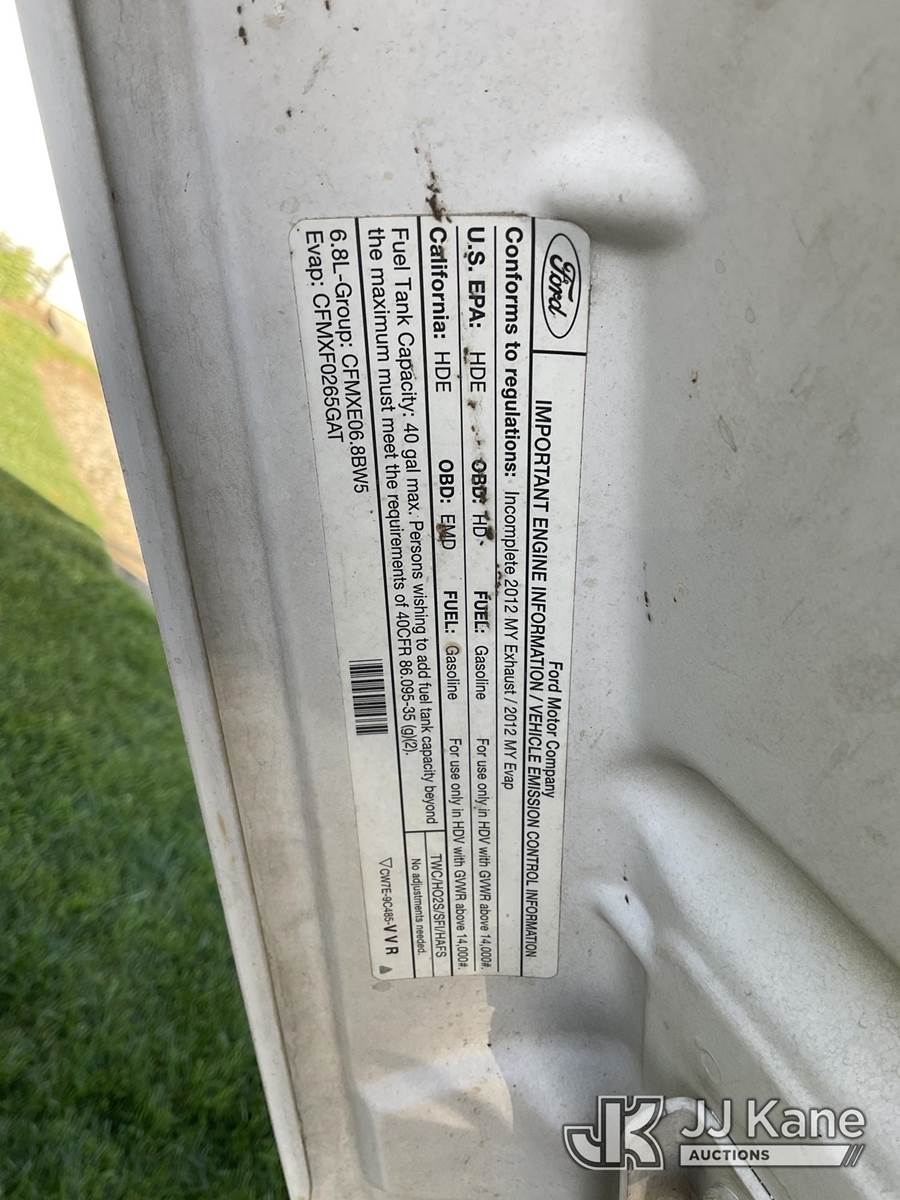 Ford
Ford Motor Company
IMPORTANT ENGINE INFORMATION / VEHICLE EMISSION CONTROL INFORMATION
Conforms to regulations: Incomplete 2012 MY Exhaust / 2012 MY Evap
U.S. EPA: HDE OBD: HD FUEL: Gasoline For use only in HDV with GVWR above 14,000#.
California: HDE OBD: EMD FUEL: Gasoline For use only in HDV with GVWR above 14,000#.
Fuel Tank Capacity: 40 gal max. Persons wishing to add fuel tank capacity beyond
the maximum must meet the requirements of 40CFR 86.095-35 (g)(2).
TWC/HO2S/SFI/HAFS
No adjustments needed.
6.8L-Group: CFMXE06.8BW5
Evap: CFMXF0265GAT
CW7E-9C485-VVR
JK JJ Kane
AUCTIONS